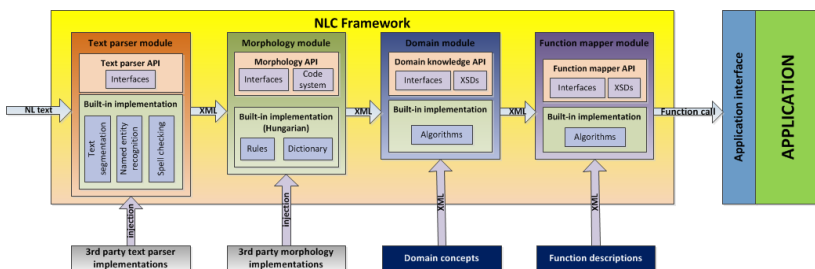 NLC Framework
Text parser module
Text parser API
Interfaces
Built-in implementation
Text segmentation
Named entity recognition
Spell checking
Morphology module
Morphology API
Interfaces
Code
system
Built-in implementation
(Hungarian)
Rules
Dictionary
Domain module
Domain knowledge API
Interfaces
XSDs
Built-in implementation
Algorithms
Function mapper module
Function mapper API
Interfaces
XSDs
Built-in implementation
Algorithms
NL text
XML
XML
XML
Function call
Application interface
APPLICATION
injection
injection
XML
XML
3rd party text parser
implementations
3rd party morphology
implementations
Domain concepts
Function descriptions